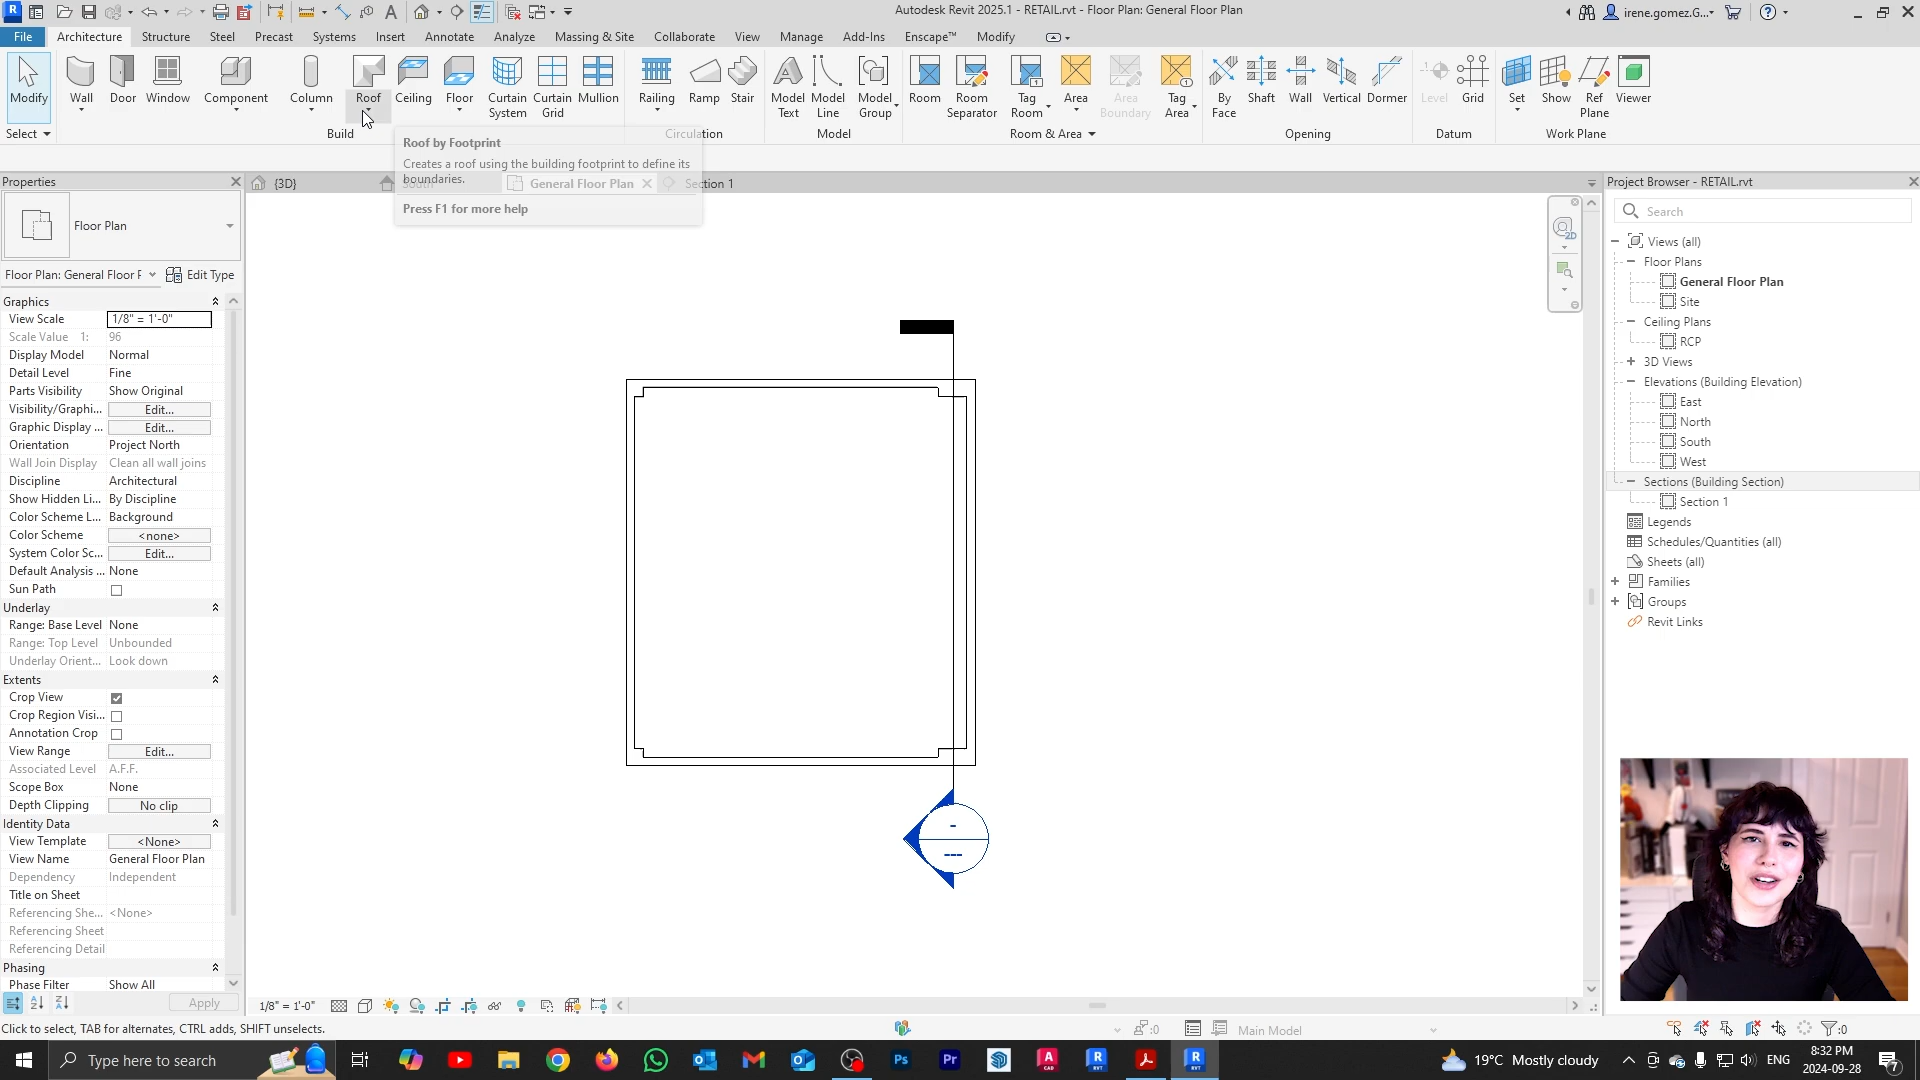 Autodesk Revit 2025.1 - RETAIL.rvt - Floor Plan: General Floor Plan
irene.gomez.G...
File Architecture Structure Steel Precast Systems Insert Annotate Analyze Massing & Site Collaborate View Manage Add-Ins Enscape™ Modify
Modify Wall Door Window Component Column Roof Ceiling Floor Curtain System Curtain Grid Mullion Railing Ramp Stair Model Text Model Line Model Group Room Room Separator Tag Room Area Area Boundary Tag Area By Face Shaft Wall Vertical Dormer Level Grid Set Show Ref Plane Viewer
Select Build Circulation Model Room & Area Opening Datum Work Plane
Roof by Footprint
Creates a roof using the building footprint to define its
boundaries.
Press F1 for more help
{3D} South General Floor Plan Section 1
Properties
Floor Plan
Floor Plan: General Floor F Edit Type
Graphics
View Scale 1/8" = 1'-0"
Scale Value 1: 96
Display Model Normal
Detail Level Fine
Parts Visibility Show Original
Visibility/Graphi... Edit...
Graphic Display ... Edit...
Orientation Project North
Wall Join Display Clean all wall joins
Discipline Architectural
Show Hidden Li... By Discipline
Color Scheme L... Background
Color Scheme <none>
System Color Sc... Edit...
Default Analysis ... None
Sun Path
Underlay
Range: Base Level None
Range: Top Level Unbounded
Underlay Orient... Look down
Extents
Crop View
Crop Region Visi...
Annotation Crop
View Range Edit...
Associated Level A.F.F.
Scope Box None
Depth Clipping No clip
Identity Data
View Template <None>
View Name General Floor Plan
Dependency Independent
Title on Sheet
Referencing She... <None>
Referencing Sheet
Referencing Detail
Phasing
Phase Filter Show All
Apply
Project Browser - RETAIL.rvt
Search
Views (all)
Floor Plans
General Floor Plan
Site
Ceiling Plans
RCP
3D Views
Elevations (Building Elevation)
East
North
South
West
Sections (Building Section)
Section 1
Legends
Schedules/Quantities (all)
Sheets (all)
Families
Groups
Revit Links
2D
-
---
1/8" = 1'-0"
Click to select, TAB for alternates, CTRL adds, SHIFT unselects.
:0
Main Model
:0
Type here to search
19°C Mostly cloudy
ENG
8:32 PM
2024-09-28
7